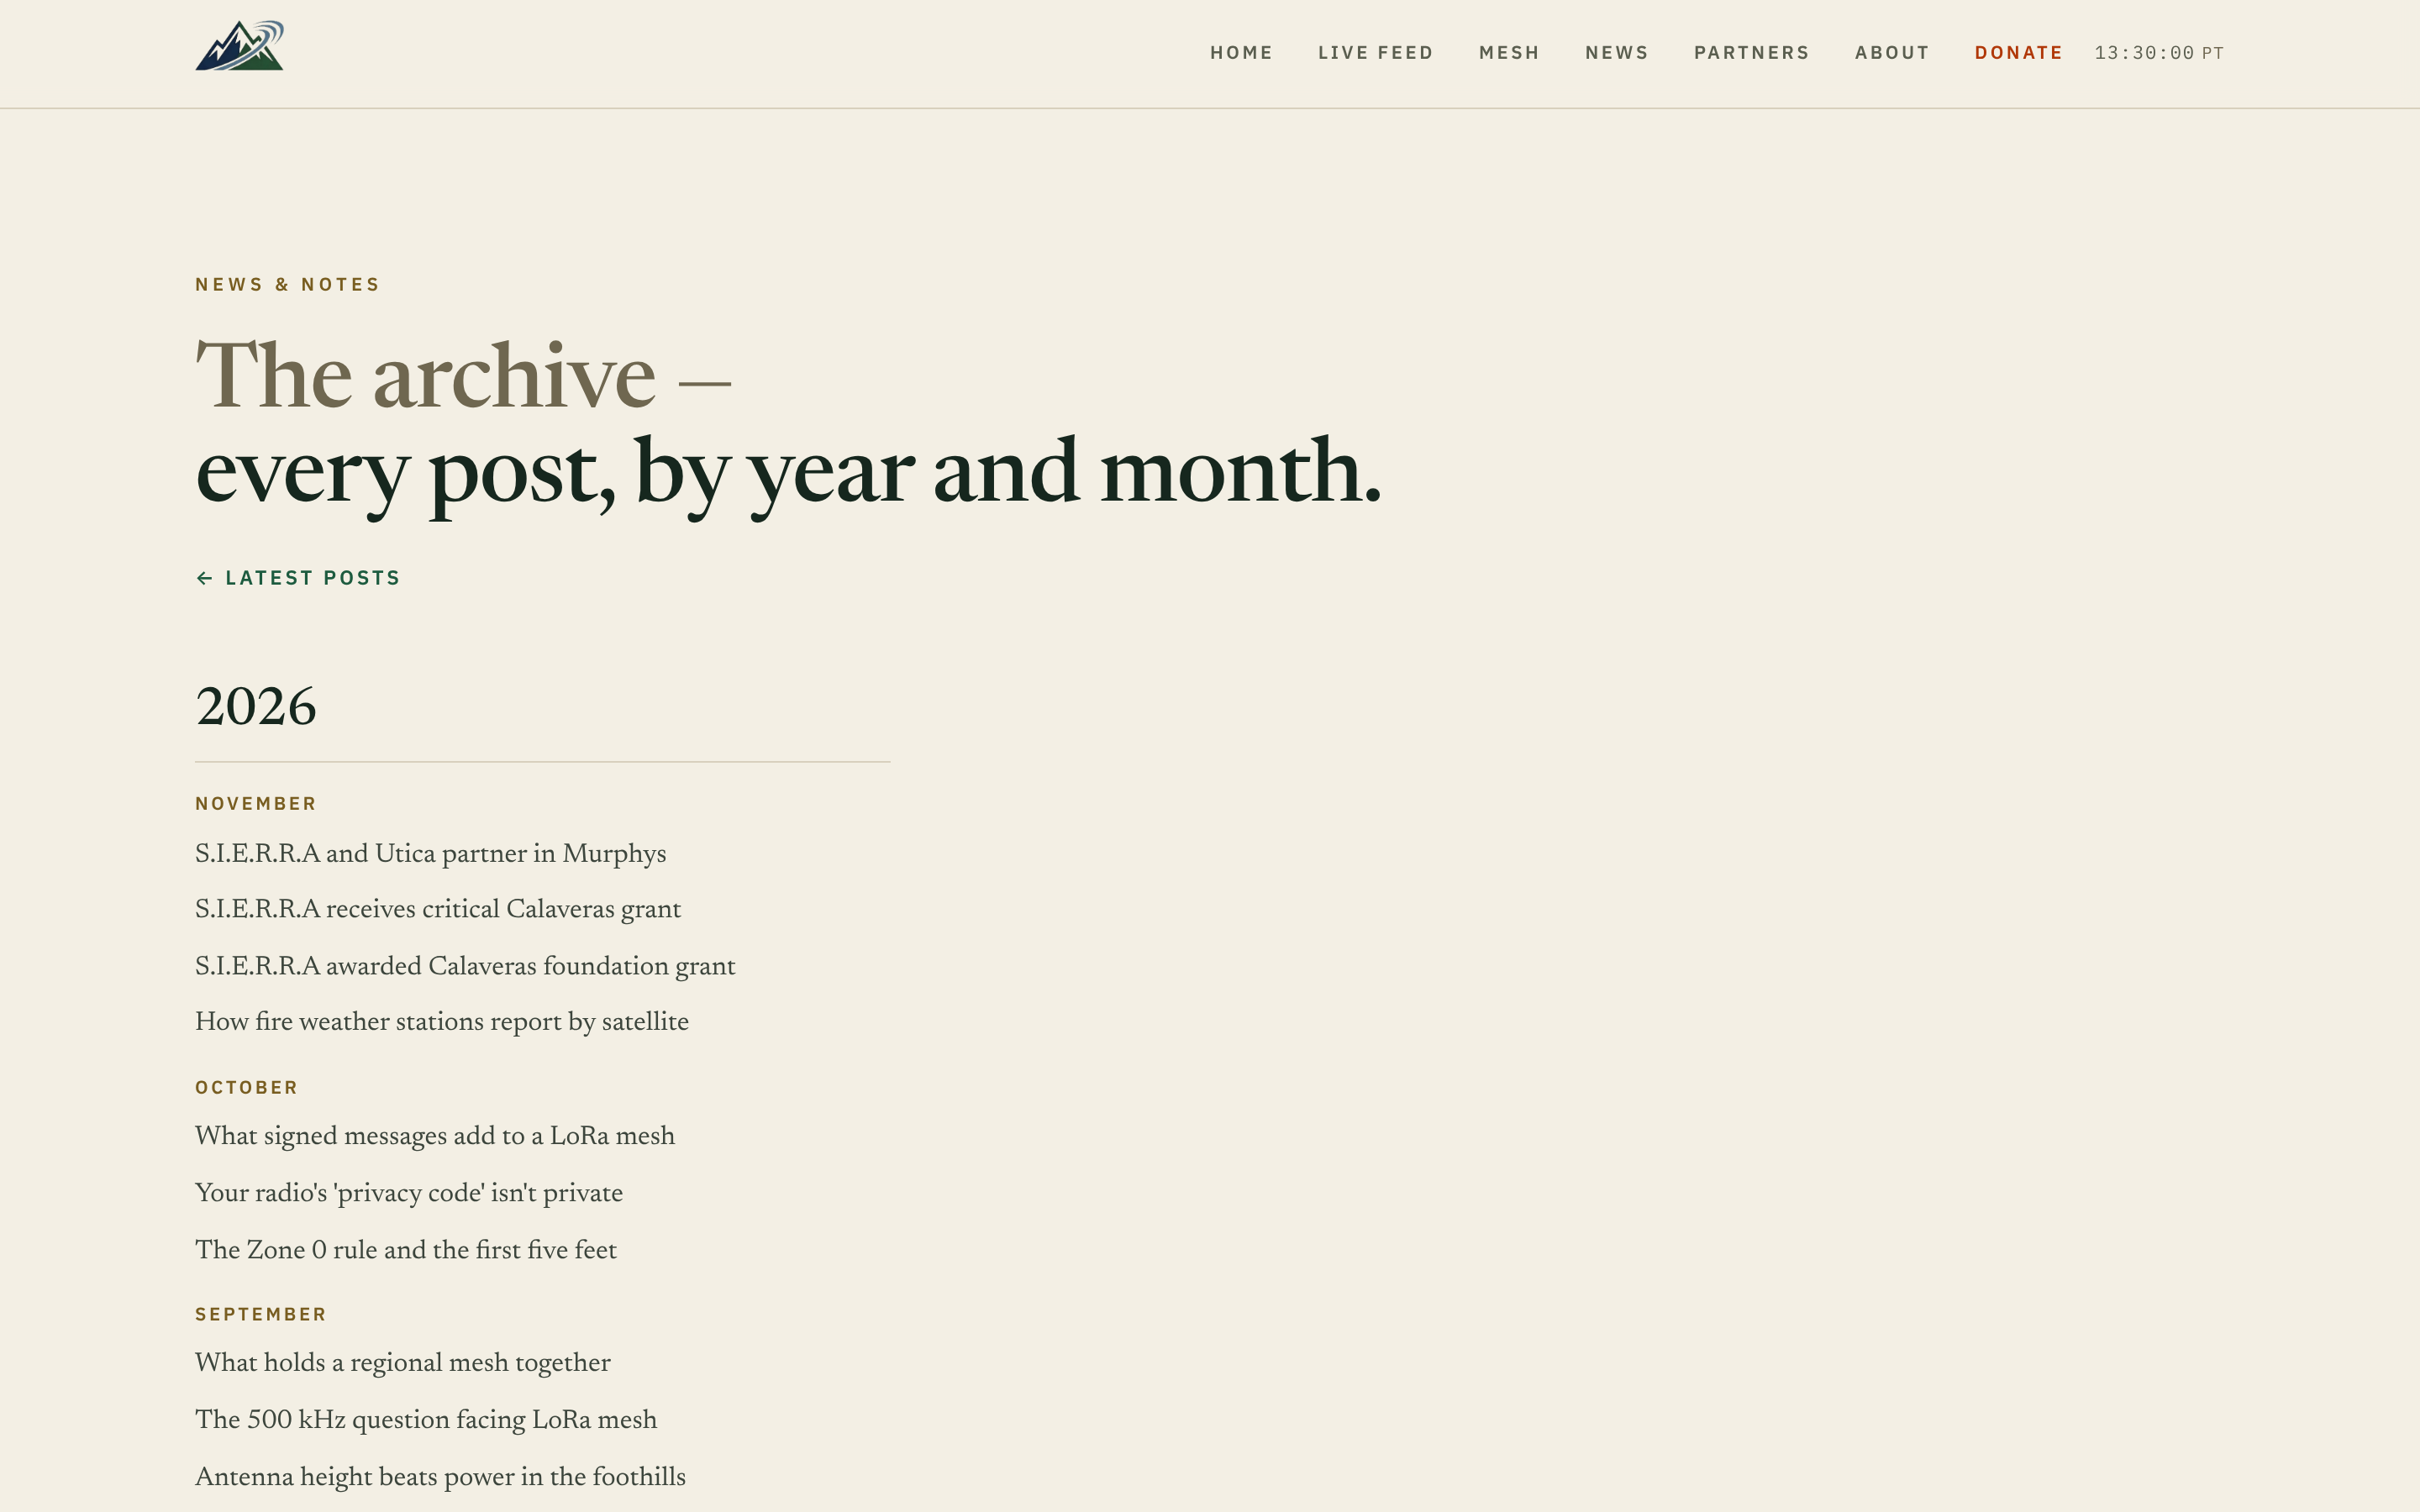 HOME LIVE FEED MESH NEWS PARTNERS ABOUT DONATE 13:30:00 PT
NEWS & NOTES
The archive —
every post, by year and month.
← LATEST POSTS
2026
NOVEMBER
S.I.E.R.R.A and Utica partner in Murphys
S.I.E.R.R.A receives critical Calaveras grant
S.I.E.R.R.A awarded Calaveras foundation grant
How fire weather stations report by satellite
OCTOBER
What signed messages add to a LoRa mesh
Your radio's 'privacy code' isn't private
The Zone 0 rule and the first five feet
SEPTEMBER
What holds a regional mesh together
The 500 kHz question facing LoRa mesh
Antenna height beats power in the foothills